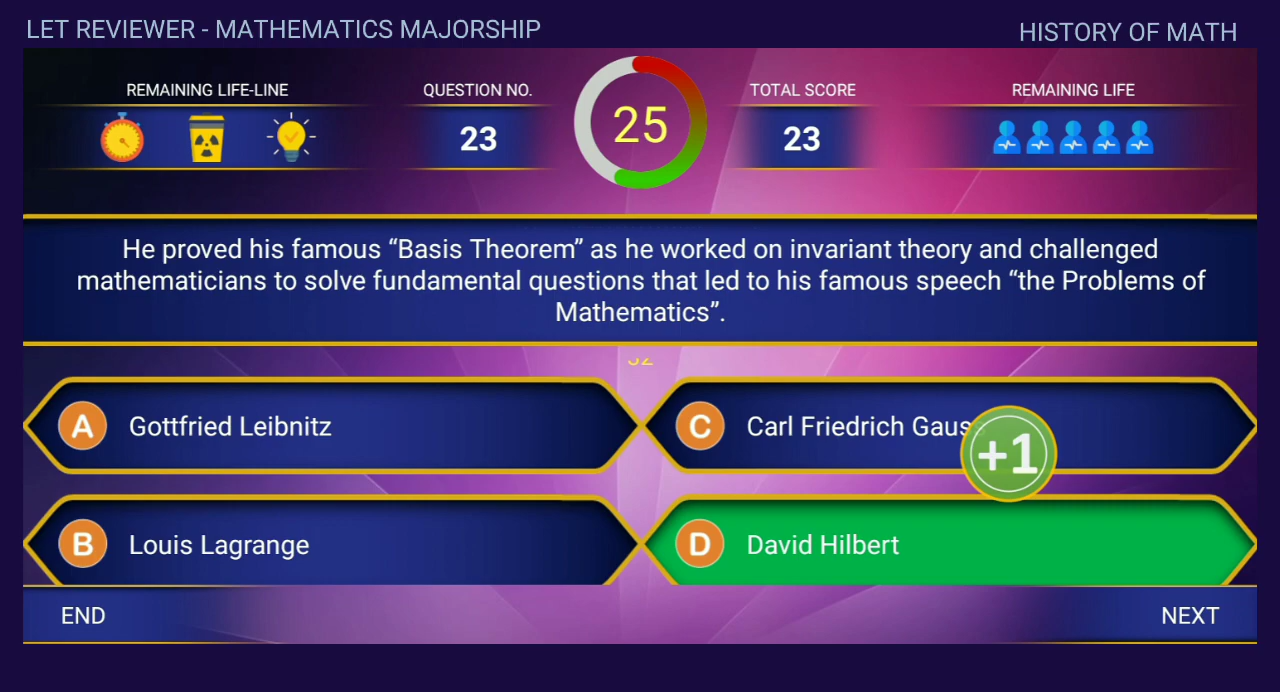 LET REVIEWER - MATHEMATICS MAJORSHIP
HISTORY OF MATH
REMAINING LIFE-LINE
QUESTION NO.
25
TOTAL SCORE
REMAINING LIFE
23
23
He proved his famous “Basis Theorem” as he worked on invariant theory and challenged
mathematicians to solve fundamental questions that led to his famous speech “the Problems of
Mathematics”.
A Gottfried Leibnitz
C Carl Friedrich Gaus
+1
B Louis Lagrange
D David Hilbert
END
NEXT